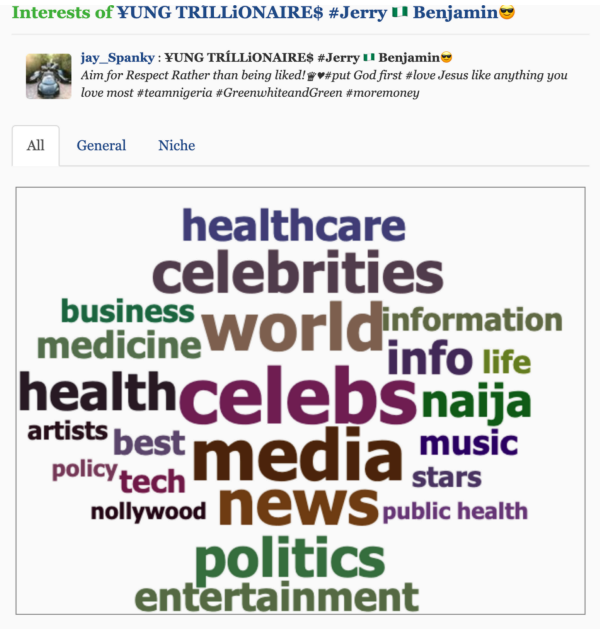 Interests of ¥UNG TRILLiONAIRE$ #Jerry 🇳🇬 Benjamin😎
jay_Spanky : ¥UNG TRÍLLiONAIRE$ #Jerry 🇳🇬 Benjamin😎
Aim for Respect Rather than being liked!♛♥#put God first #love Jesus like anything you
love most #teamnigeria #GreenwhiteandGreen #moremoney
All General Niche
healthcare
celebrities
business world information
medicine info life
health celebs naija
artists best media music
policy tech stars
nollywood news public health
politics
entertainment